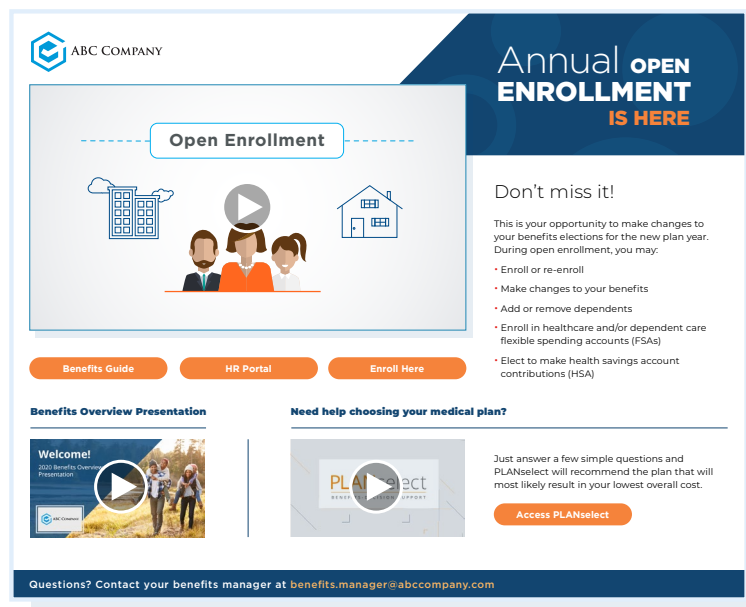 ABC Company
Annual OPEN
ENROLLMENT
IS HERE
Open Enrollment
Don't miss it!
This is your opportunity to make changes to
your benefits elections for the new plan year.
During open enrollment, you may:
• Enroll or re-enroll
• Make changes to your benefits
• Add or remove dependents
• Enroll in healthcare and/or dependent care
flexible spending accounts (FSAs)
• Elect to make health savings account
contributions (HSA)
Benefits Guide
HR Portal
Enroll Here
Benefits Overview Presentation
Welcome!
2020 Benefits Overview
Presentation
ABC Company
Need help choosing your medical plan?
PLANselect
BENEFITS DECISION SUPPORT
Just answer a few simple questions and
PLANselect will recommend the plan that will
most likely result in your lowest overall cost.
Access PLANselect
Questions? Contact your benefits manager at benefits.manager@abccompany.com